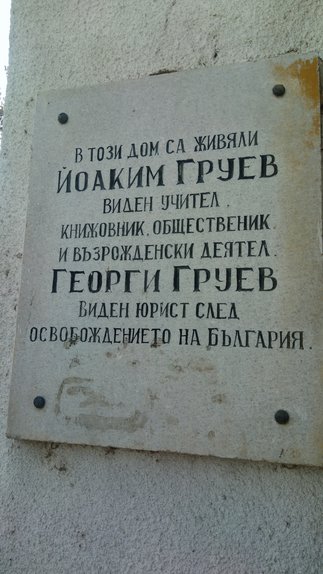 В ТОЗИ ДОМ СА ЖИВЯЛИ
ЙОАКИМ ГРУЕВ
ВИДЕН УЧИТЕЛ.
КНИЖОВНИК, ОБЩЕСТВЕНИК
И ВЪЗРОЖДЕНСКИ ДЕЯТЕЛ.
ГЕОРГИ ГРУЕВ
ВИДЕН ЮРИСТ СЛЕД
ОСВОБОЖДЕНИЕТО НА БЪЛГАРИЯ.